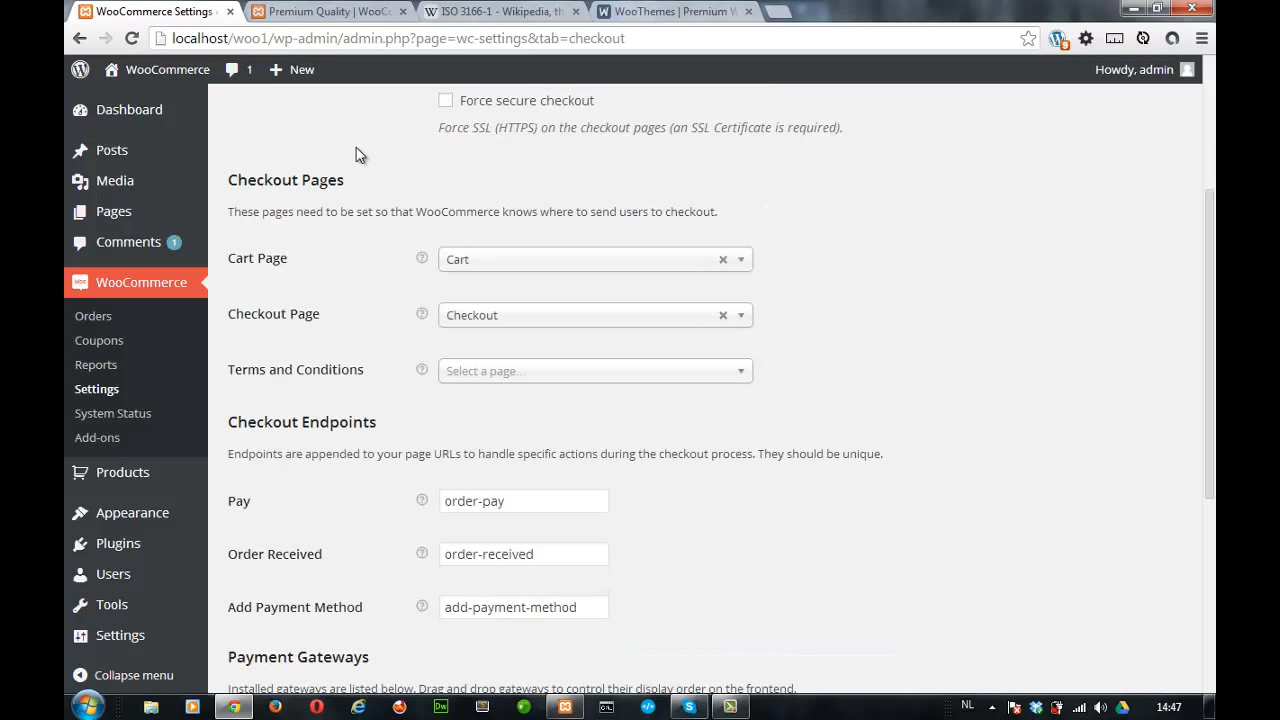 WooCommerce Settings
Premium Quality | WooC
ISO 3166-1 - Wikipedia, th
WooThemes | Premium W
localhost/woo1/wp-admin/admin.php?page=wc-settings&tab=checkout
9
WooCommerce
1
New
Howdy, admin
Dashboard
Posts
Media
Pages
Comments 1
WooCommerce
Orders
Coupons
Reports
Settings
System Status
Add-ons
Products
Appearance
Plugins
Users
Tools
Settings
Collapse menu
Force secure checkout
Force SSL (HTTPS) on the checkout pages (an SSL Certificate is required).
Checkout Pages
These pages need to be set so that WooCommerce knows where to send users to checkout.
Cart Page
Cart
Checkout Page
Checkout
Terms and Conditions
Select a page...
Checkout Endpoints
Endpoints are appended to your page URLs to handle specific actions during the checkout process. They should be unique.
Pay
order-pay
Order Received
order-received
Add Payment Method
add-payment-method
Payment Gateways
Installed gateways are listed below. Drag and drop gateways to control their display order on the frontend.
Dw
NL
14:47